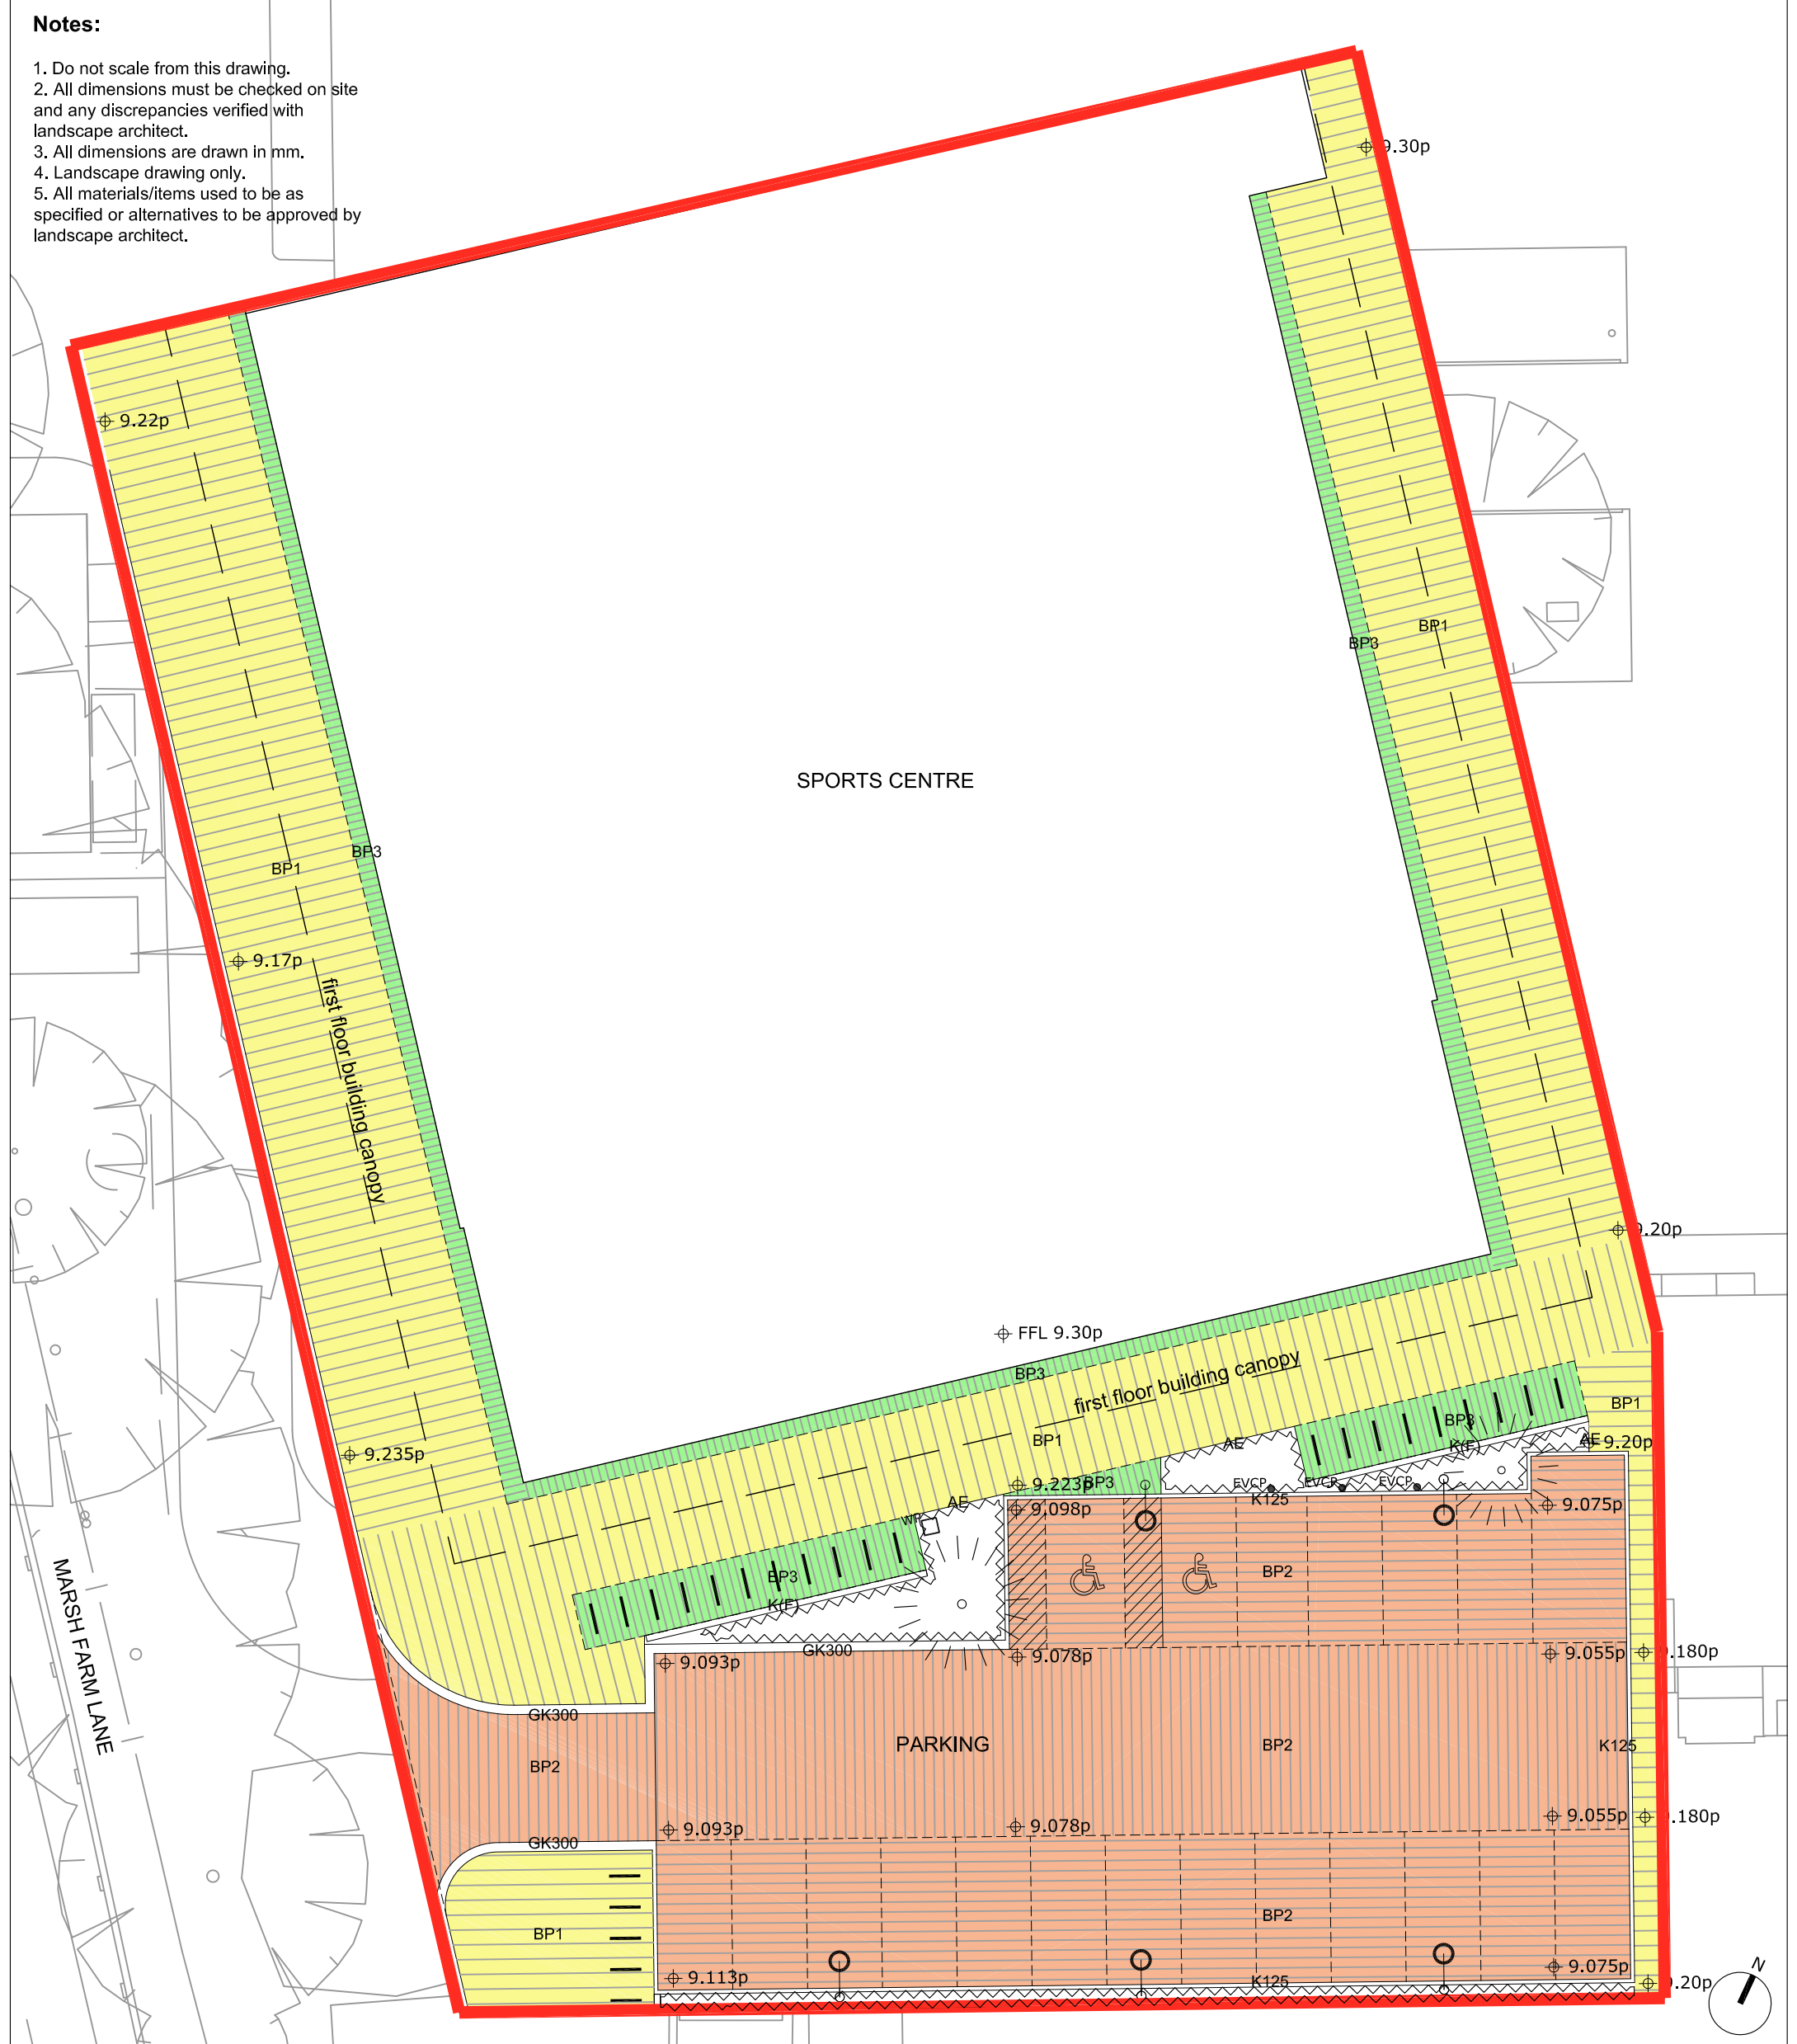 Notes:
1. Do not scale from this drawing.
2. All dimensions must be checked on site
and any discrepancies verified with
landscape architect.
3. All dimensions are drawn in mm.
4. Landscape drawing only.
5. All materials/items used to be as
specified or alternatives to be approved by
landscape architect.
9.30p
9.22p
BP1
BP3
SPORTS CENTRE
BP3
BP1
9.17p
first floor building canopy
9.20p
FFL 9.30p
BP3
first floor building canopy
BP1
BP1
BP3
K(F)
AE
9.20p
AE
9.235p
9.223p
BP3
EVCP
EVCP
EVCP
K125
AE
WP
9.098p
9.075p
BP3
BP2
K(F)
GK300
9.093p
9.078p
9.055p
9.180p
MARSH FARM LANE
GK300
PARKING
BP2
K125
BP2
9.093p
9.078p
9.055p
9.180p
GK300
BP1
BP2
9.113p
K125
9.075p
9.20p
N